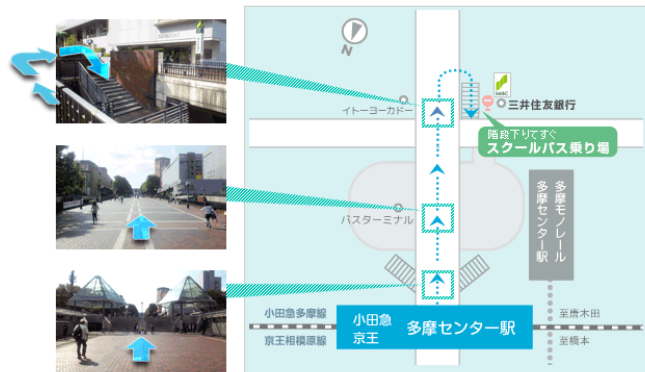 N
イトーヨーカドー
三井住友銀行
階段下りてすぐ
スクールバス乗り場
バスターミナル
多摩モノレール
多摩センター駅
小田急多摩線
京王相模原線
小田急
京王
多摩センター駅
至唐木田
至橋本